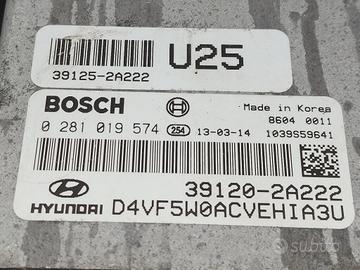 U25
39125-2A222
BOSCH
Made in Korea
8604 0011
0 281 019 574 254 13-03-14 1039S59641
39120-2A222
HYUNDAI D4VF5W0ACVEHIA3U
subito